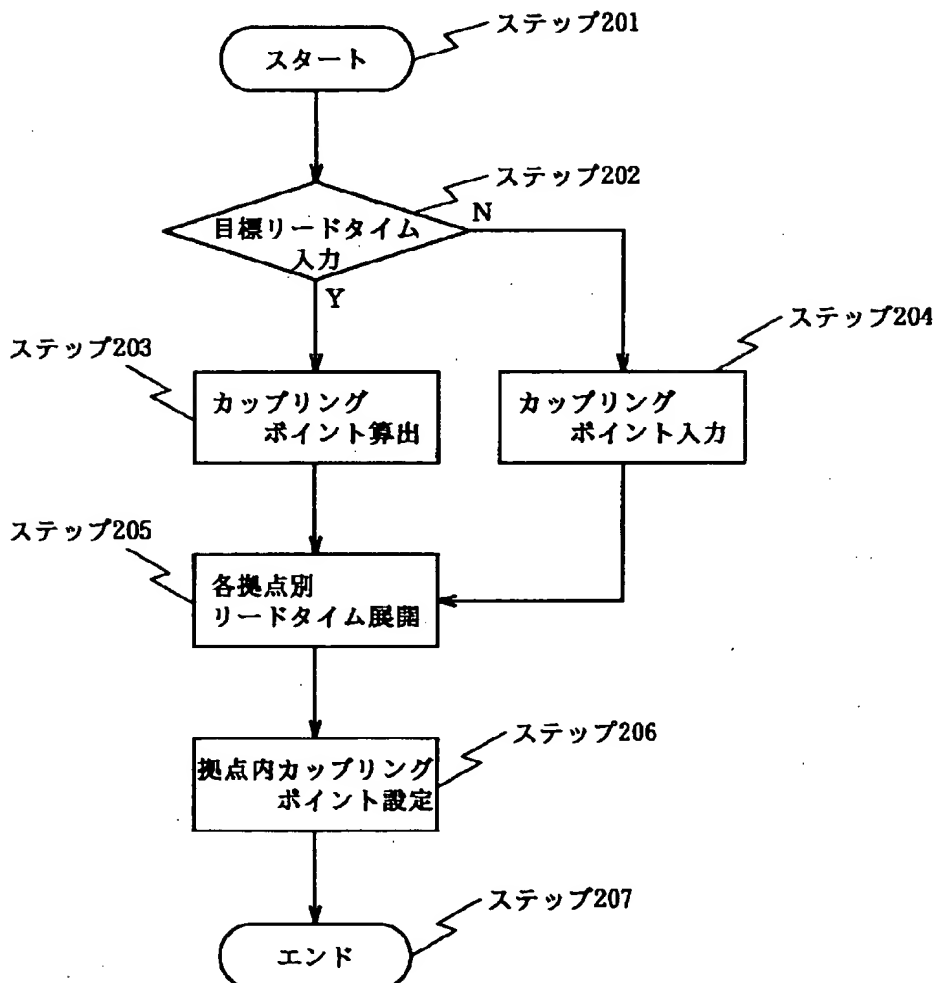 ステップ201
スタート
ステップ202
目標リードタイム
入力
N
Y
ステップ203
ステップ204
カップリング
ポイント算出
カップリング
ポイント入力
ステップ205
各拠点別
リードタイム展開
ステップ206
拠点内カップリング
ポイント設定
ステップ207
エンド